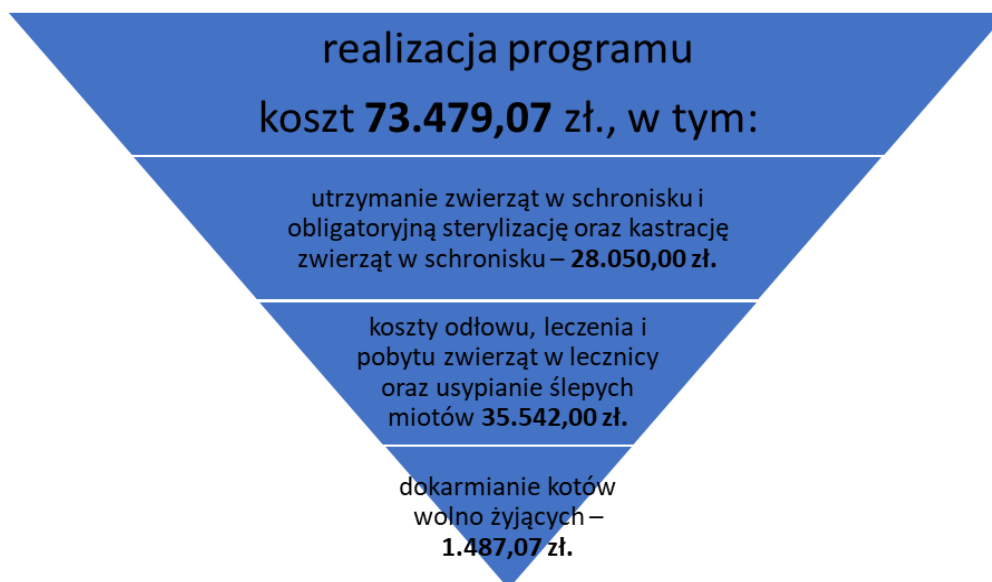 realizacja programu
koszt 73.479,07 zł., w tym:
utrzymanie zwierząt w schronisku i
obligatoryjną sterylizację oraz kastrację
zwierząt w schronisku – 28.050,00 zł.
koszty odłowu, leczenia i
pobytu zwierząt w lecznicy
oraz usypianie ślepych
miotów 35.542,00 zł.
dokarmianie kotów
wolno żyjących –
1.487,07 zł.